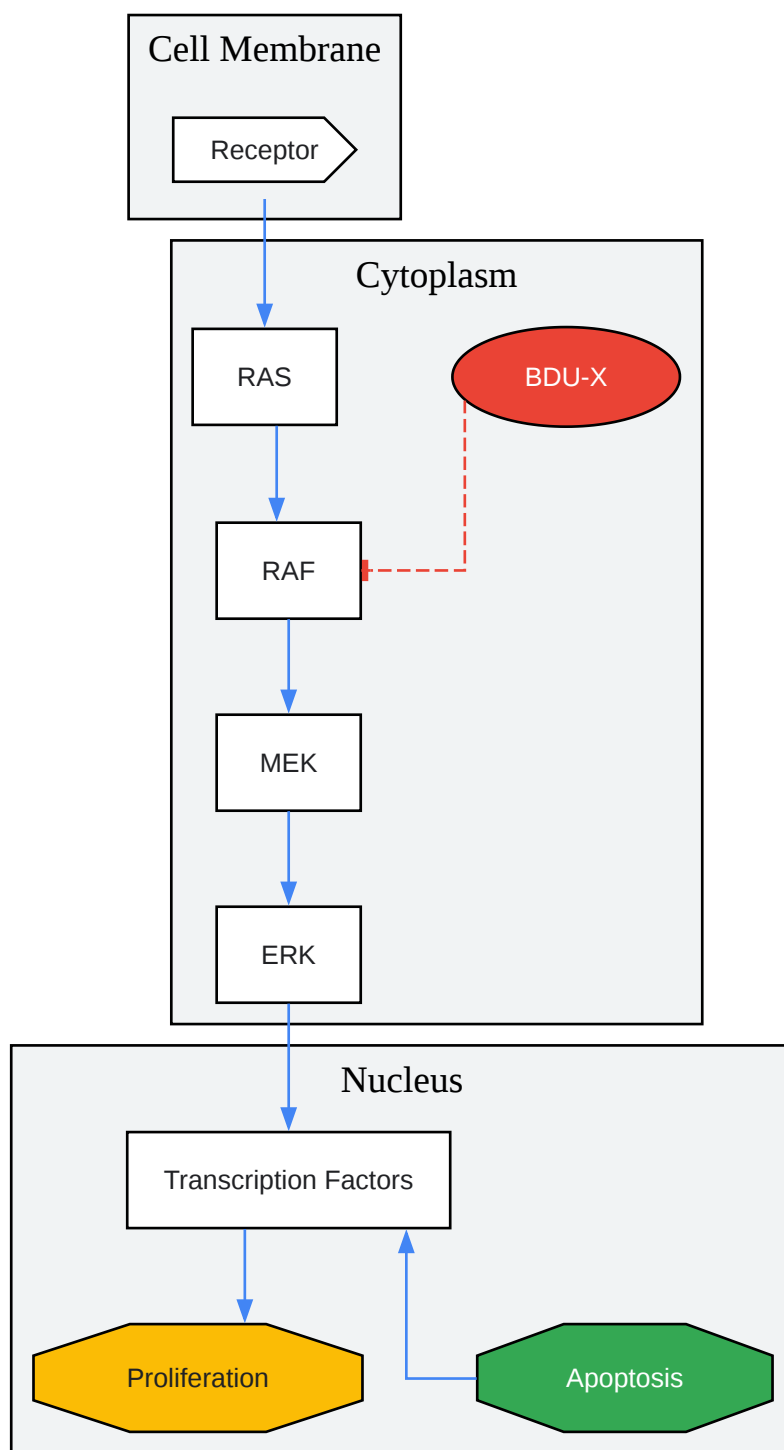 Cell Membrane
Receptor
Cytoplasm
RAS
BDU-X
RAF
MEK
ERK
Nucleus
Transcription Factors
Proliferation
Apoptosis